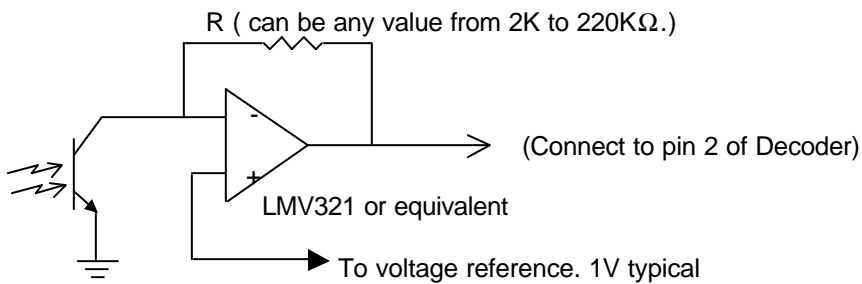 R ( can be any value from 2K to 220KΩ.)
-
(Connect to pin 2 of Decoder)
+
LMV321 or equivalent
To voltage reference. 1V typical